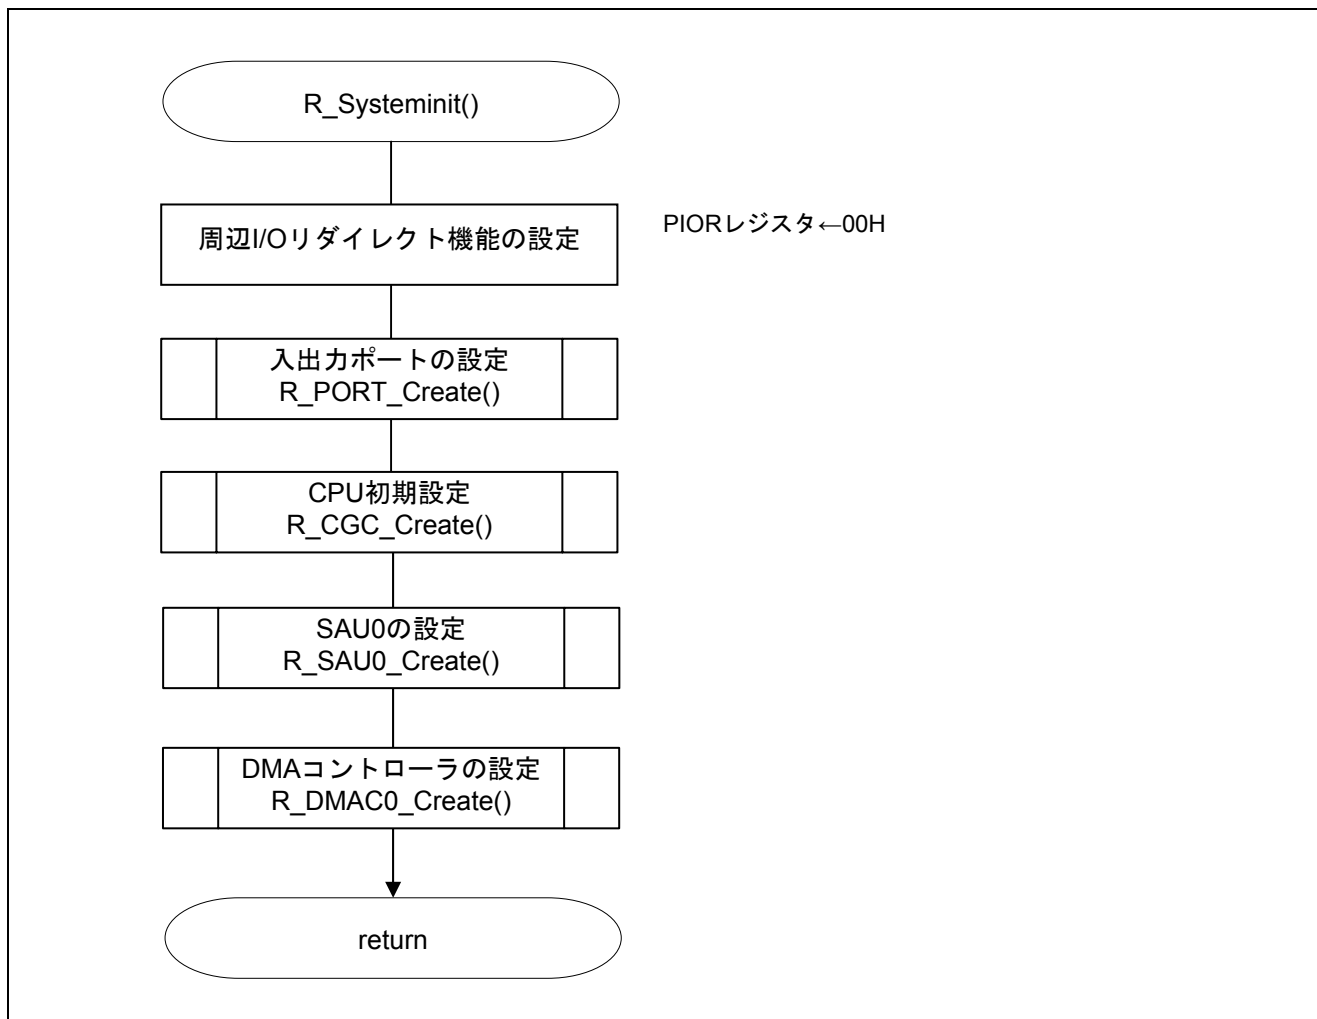 R_Systeminit()
周辺I/Oリダイレクト機能の設定
PIORレジスタ←00H
入出力ポートの設定
R_PORT_Create()
CPU初期設定
R_CGC_Create()
SAU0の設定
R_SAU0_Create()
DMAコントローラの設定
R_DMAC0_Create()
return